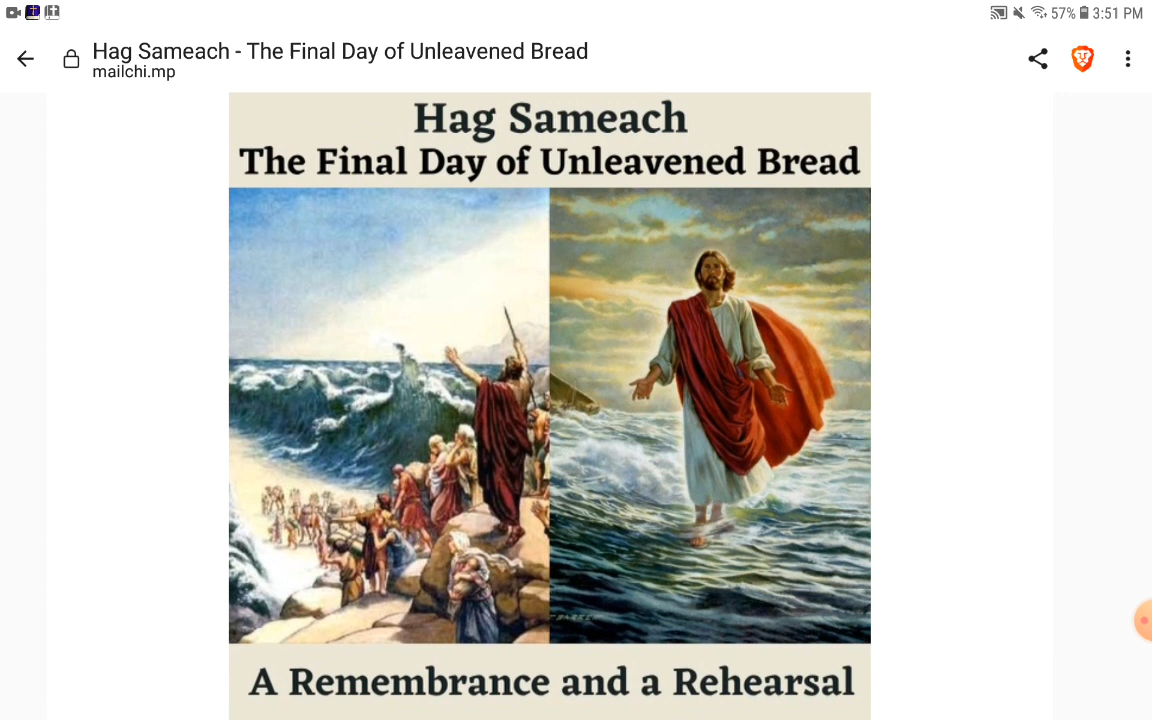 57% 3:51 PM
Hag Sameach - The Final Day of Unleavened Bread
mailchi.mp
Hag Sameach
The Final Day of Unleavened Bread
A Remembrance and a Rehearsal